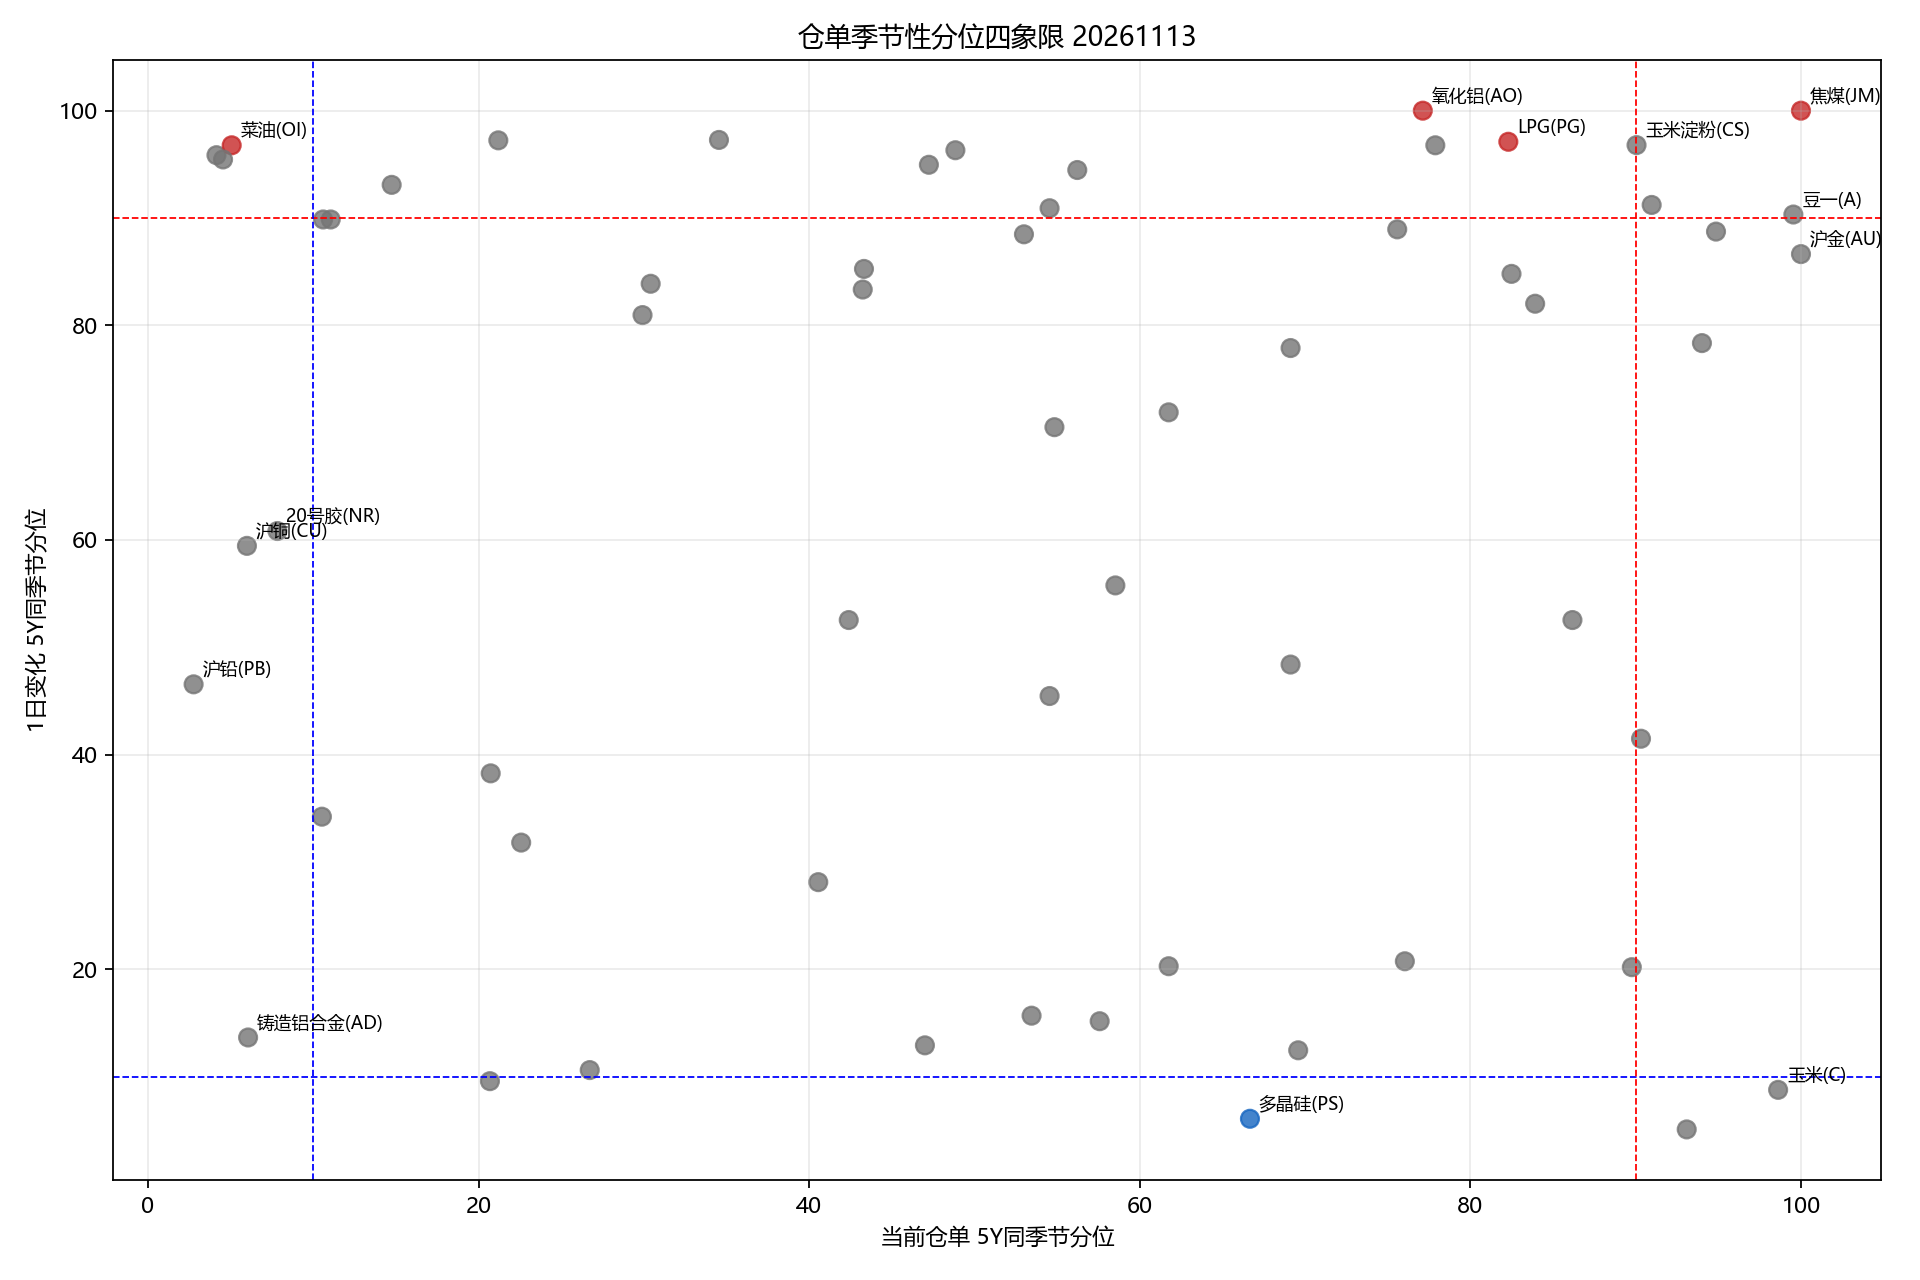 仓单季节性分位四象限 20261113
氧化铝(AO)
焦煤(JM)
菜油(OI)
LPG(PG)
玉米淀粉(CS)
豆一(A)
沪金(AU)
20号胶(NR)
沪铜(CU)
沪铅(PB)
铸造铝合金(AD)
玉米(C)
多晶硅(PS)
1日变化 5Y同季节分位
100
80
60
40
20
0
20
40
60
80
100
当前仓单 5Y同季节分位